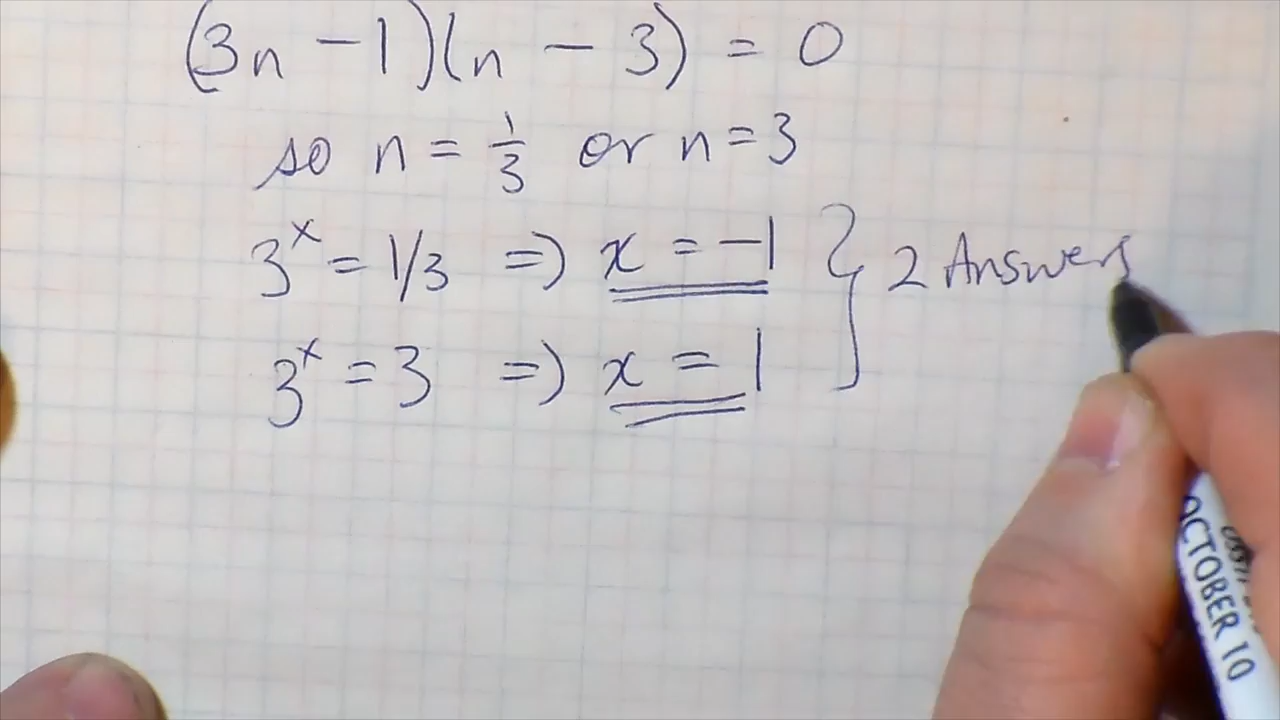 (3n - 1)(n - 3) = 0
so n = 1/3 or n = 3
3^x = 1/3 => x = -1
3^x = 3 => x = 1
2 Answers
OCTOBER 10